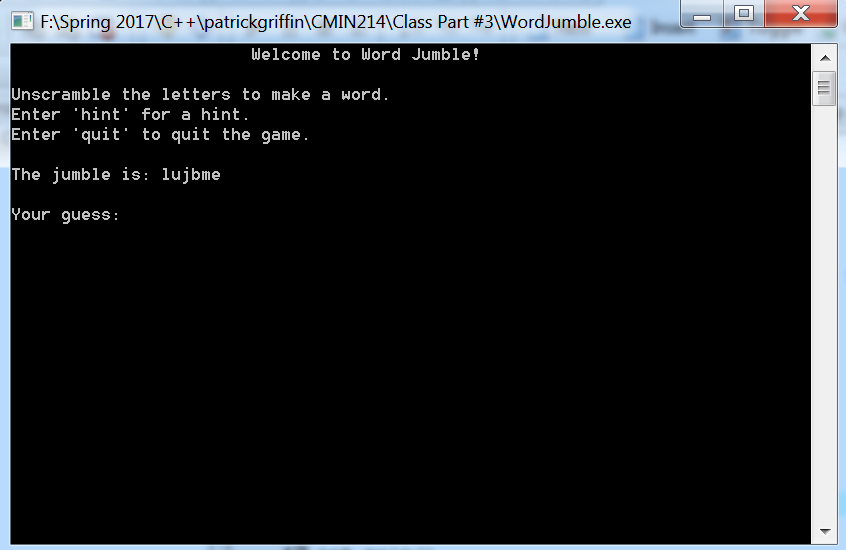 F:\Spring 2017\C++\patrickgriffin\CMIN214\Class Part #3\WordJumble.exe
Welcome to Word Jumble!
Unscramble the letters to make a word.
Enter 'hint' for a hint.
Enter 'quit' to quit the game.
The jumble is: lujbme
Your guess: